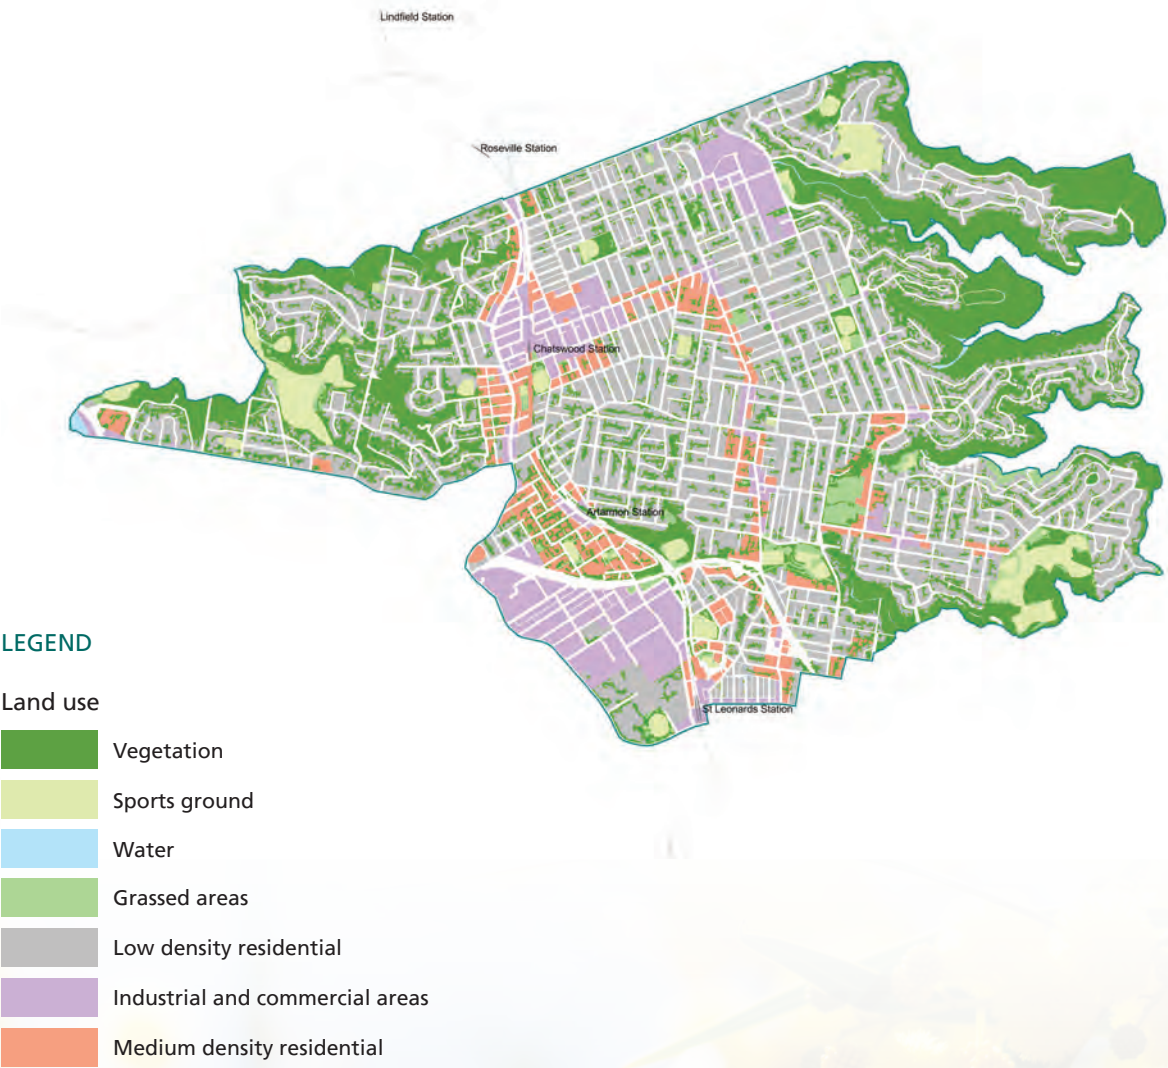 Lindfield Station
Roseville Station
Chatswood Station
Artarmon Station
St Leonards Station
LEGEND
Land use
Vegetation
Sports ground
Water
Grassed areas
Low density residential
Industrial and commercial areas
Medium density residential